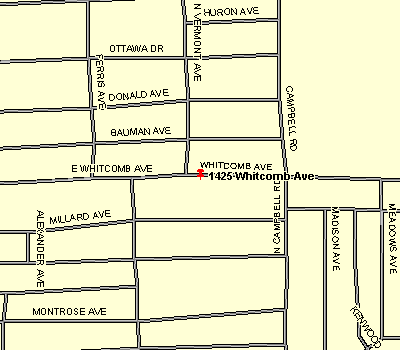 HURON AVE
N VERMONT AVE
OTTAWA DR
FERRIS AVE
DONALD AVE
CAMPBELL RD
BAUMAN AVE
E WHITCOMB AVE
WHITCOMB AVE
1425 Whitcomb Ave
N CAMPBELL RD
ALEXANDER AVE
MILLARD AVE
MADISON AVE
MEADOWS AVE
MONTROSE AVE
KENWOOD